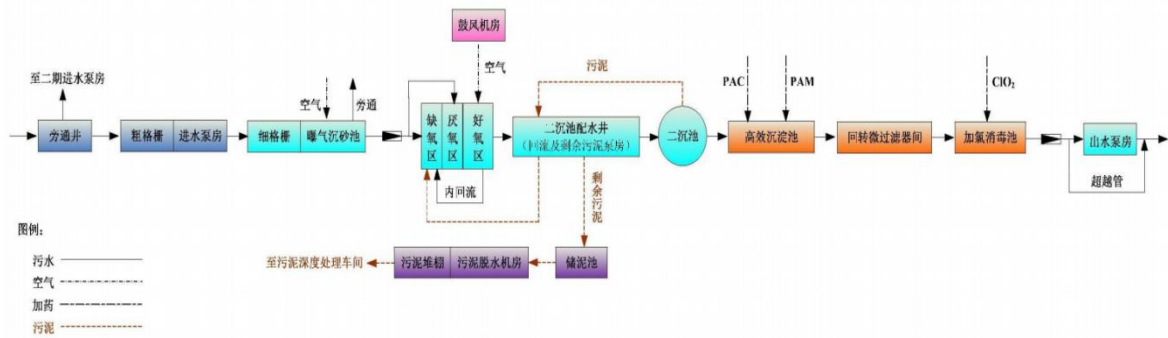 鼓风机房
空气
污泥
至二期进水泵房
空气
旁通
PAC
PAM
ClO₂
旁通井
粗格栅
进水泵房
细格栅
曝气沉砂池
缺氧区
厌氧区
好氧区
二沉池配水井
（回流及剩余污泥泵房）
二沉池
高效沉淀池
回转微过滤器间
加氯消毒池
出水泵房
内回流
剩余污泥
超越管
图例：
污水
空气
加药
污泥
至污泥深度处理车间
污泥堆棚
污泥脱水机房
储泥池